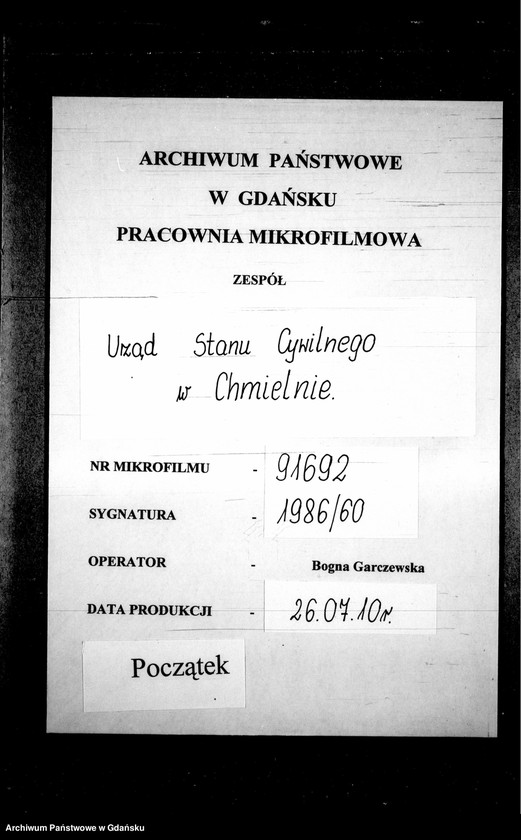 ARCHIWUM PAŃSTWOWE
W GDAŃSKU
PRACOWNIA MIKROFILMOWA
ZESPÓŁ
Urząd Stanu Cywilnego
w Chmielnie.
NR MIKROFILMU - 91692
SYGNATURA - 1986/60
OPERATOR - Bogna Garczewska
DATA PRODUKCJI - 26.07.10r.
Początek
Archiwum Państwowe w Gdańsku